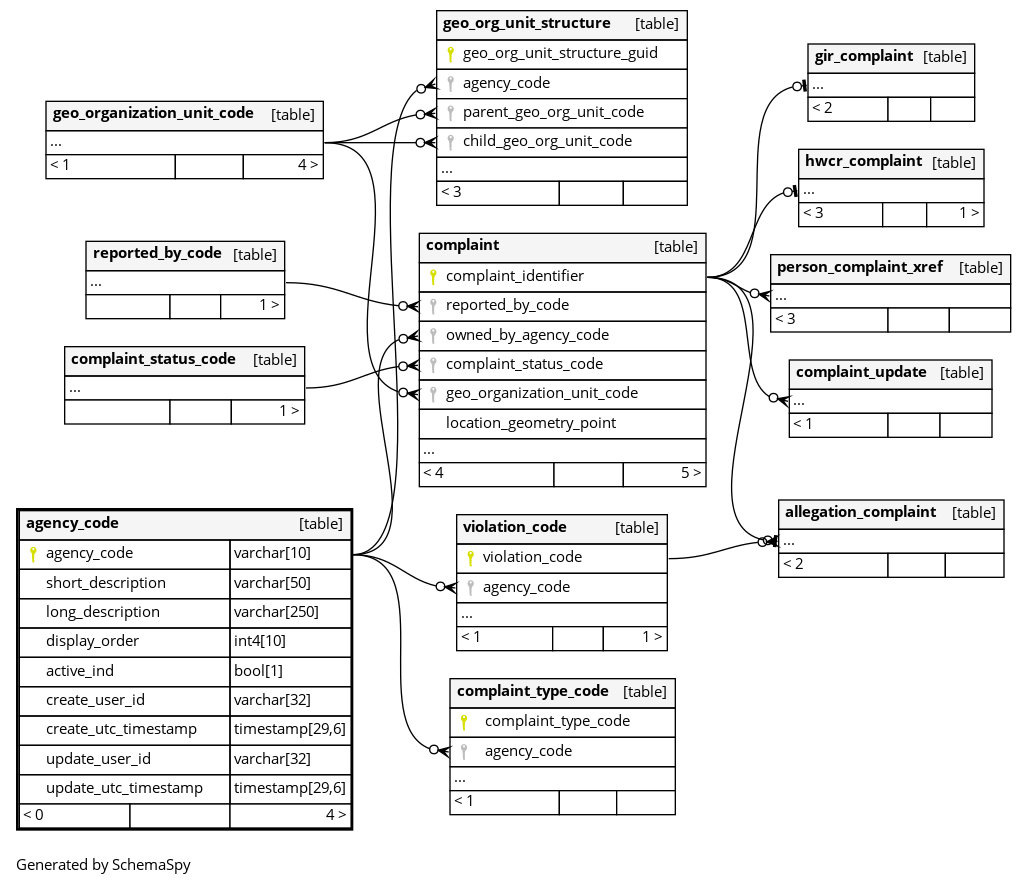 geo_org_unit_structure [table]
geo_org_unit_structure_guid
agency_code
parent_geo_org_unit_code
child_geo_org_unit_code
...
< 3
gir_complaint [table]
...
< 2
geo_organization_unit_code [table]
...
< 1 4 >
hwcr_complaint [table]
...
< 3 1 >
complaint [table]
complaint_identifier
reported_by_code
owned_by_agency_code
complaint_status_code
geo_organization_unit_code
location_geometry_point
...
< 4 5 >
reported_by_code [table]
...
1 >
person_complaint_xref [table]
...
< 3
complaint_status_code [table]
...
1 >
complaint_update [table]
...
< 1
allegation_complaint [table]
...
< 2
agency_code [table]
agency_code varchar[10]
short_description varchar[50]
long_description varchar[250]
display_order int4[10]
active_ind bool[1]
create_user_id varchar[32]
create_utc_timestamp timestamp[29,6]
update_user_id varchar[32]
update_utc_timestamp timestamp[29,6]
< 0 4 >
violation_code [table]
violation_code
agency_code
...
< 1 1 >
complaint_type_code [table]
complaint_type_code
agency_code
...
< 1
Generated by SchemaSpy